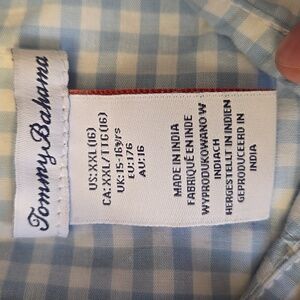 Tommy Bahama
US:XXL(16)
CA:XXL/TTG(16)
UK:15-16yrs
EU:176
AU:16
MADE IN INDIA
FABRIQUÉ EN INDE
WYPRODUKOWANO W
INDIACH
HERGESTELLT IN INDIEN
GEPRODUCEERD IN
INDIA